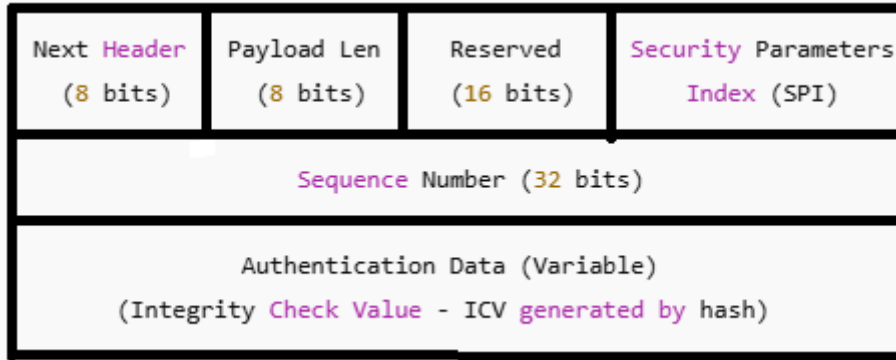 Next Header Payload Len Reserved Security Parameters
(8 bits) (8 bits) (16 bits) Index (SPI)
Sequence Number (32 bits)
Authentication Data (Variable)
(Integrity Check Value - ICV generated by hash)